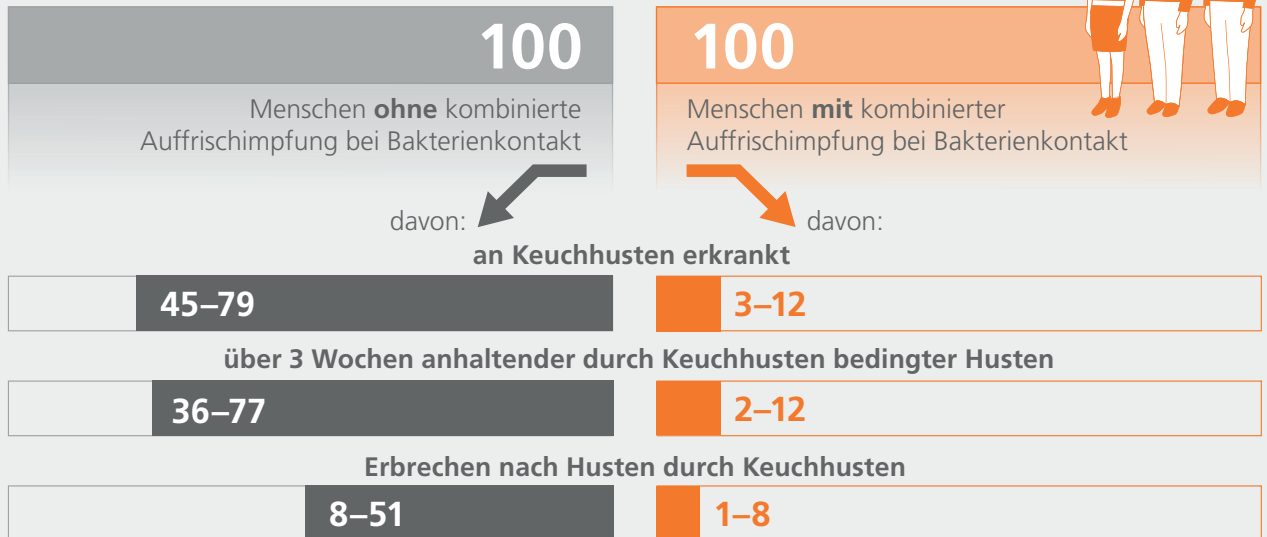 100
Menschen ohne kombinierte
Auffrischimpfung bei Bakterienkontakt
100
Menschen mit kombinierter
Auffrischimpfung bei Bakterienkontakt
davon:
davon:
an Keuchhusten erkrankt
45–79
3–12
über 3 Wochen anhaltender durch Keuchhusten bedingter Husten
36–77
2–12
Erbrechen nach Husten durch Keuchhusten
8–51
1–8